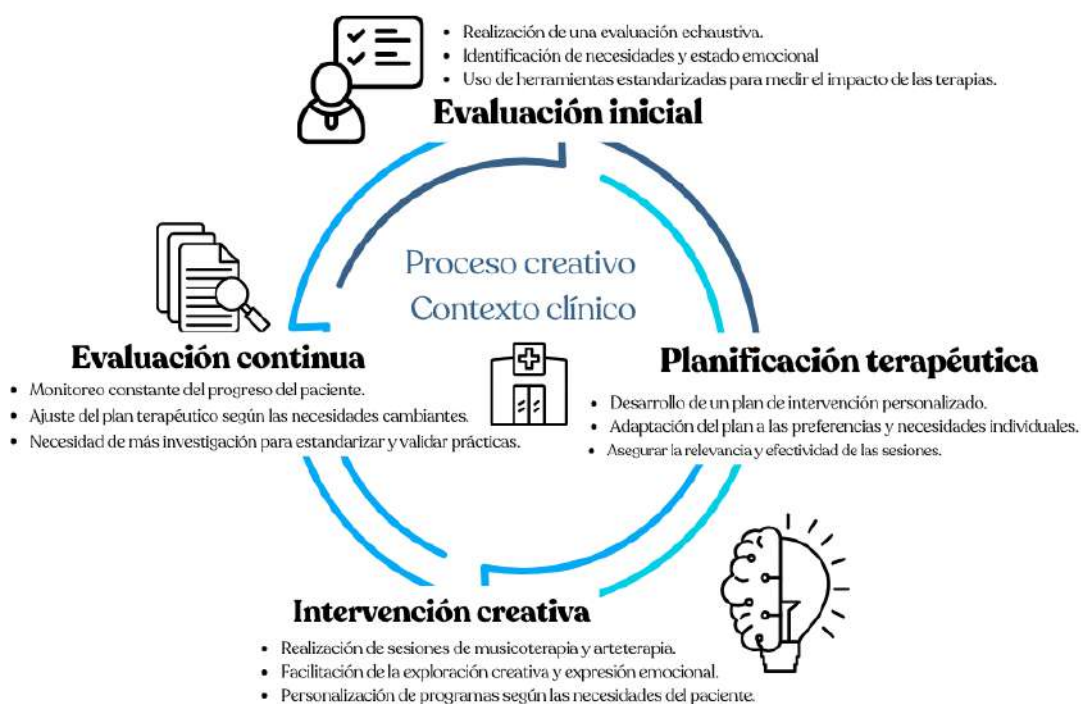 • Realización de una evaluación echaustiva.
• Identificación de necesidades y estado emocional
• Uso de herramientas estandarizadas para medir el impacto de las terapias.
Evaluación inicial
Proceso creativo
Contexto clínico
Evaluación continua
• Monitoreo constante del progreso del paciente.
• Ajuste del plan terapéutico según las necesidades cambiantes.
• Necesidad de más investigación para estandarizar y validar prácticas.
Planificación terapéutica
• Desarrollo de un plan de intervención personalizado.
• Adaptación del plan a las preferencias y necesidades individuales.
• Asegurar la relevancia y efectividad de las sesiones.
Intervención creativa
• Realización de sesiones de musicoterapia y arteterapia.
• Facilitación de la exploración creativa y expresión emocional.
• Personalización de programas según las necesidades del paciente.